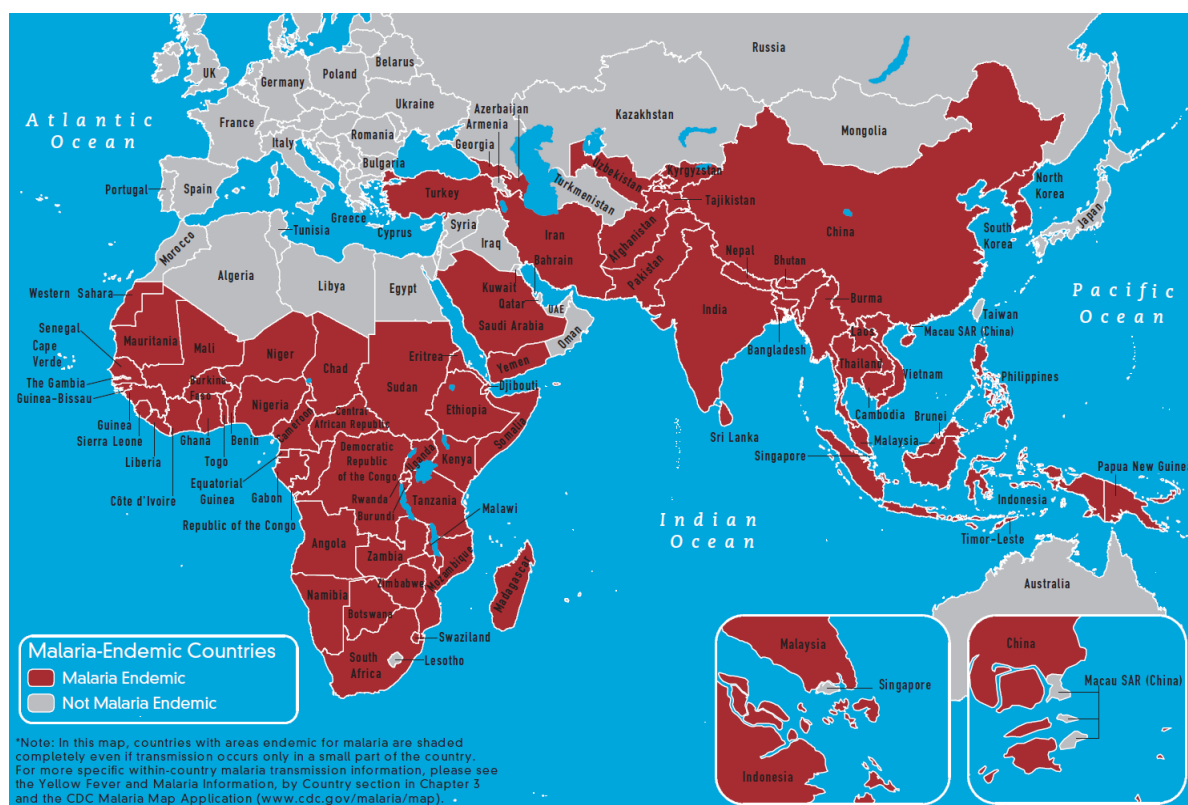 Russia
Belarus
UK
Poland
Germany
Ukraine
Kazakhstan
France
Azerbaijan
Atlantic
Ocean
Armenia
Mongolia
Romania
Italy
Georgia
Bulgaria
Uzbekistan
Kyrgyzstan
North
Korea
Portugal
Spain
Turkey
Turkmenistan
Tajikistan
Japan
Greece
Syria
China
South
Korea
Tunisia
Cyprus
Iran
Afghanistan
Morocco
Iraq
Nepal
Bhutan
Algeria
Bahrain
Pakistan
Libya
Egypt
Kuwait
Pacific
Ocean
Western Sahara
Qatar
UAE
India
Burma
Taiwan
Saudi Arabia
Oman
Laos
Macau SAR (China)
Senegal
Mauritania
Mali
Niger
Eritrea
Bangladesh
Cape
Verde
Chad
Yemen
Thailand
Vietnam
The Gambia
Burkina
Faso
Sudan
Djibouti
Philippines
Guinea-Bissau
Nigeria
Ethiopia
Cambodia
Guinea
Cameroon
Central
African Republic
Somalia
Brunei
Sierra Leone
Ghana
Benin
Sri Lanka
Malaysia
Liberia
Togo
Democratic
Republic
of the Congo
Uganda
Kenya
Singapore
Papua New Guinea
Equatorial
Guinea
Côte d'Ivoire
Gabon
Rwanda
Tanzania
Indonesia
Burundi
Malawi
Republic of the Congo
Indian
Ocean
Timor-Leste
Angola
Zambia
Mozambique
Australia
Zimbabwe
Madagascar
Namibia
Botswana
Swaziland
South
Africa
Lesotho
Malaria-Endemic Countries
Malaria Endemic
Not Malaria Endemic
Malaysia
Singapore
Indonesia
China
Macau SAR (China)
*Note: In this map, countries with areas endemic for malaria are shaded
completely even if transmission occurs only in a small part of the country.
For more specific within-country malaria transmission information, please see
the Yellow Fever and Malaria Information, by Country section in Chapter 3
and the CDC Malaria Map Application (www.cdc.gov/malaria/map).